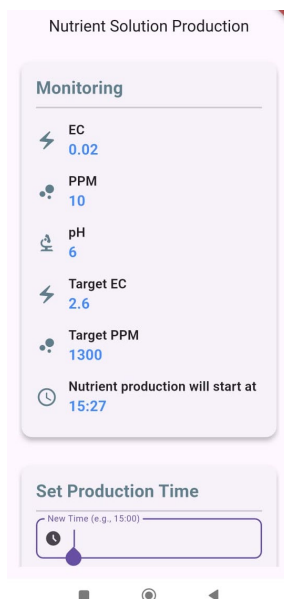 Nutrient Solution Production
Monitoring
EC
0.02
PPM
10
pH
6
Target EC
2.6
Target PPM
1300
Nutrient production will start at
15:27
Set Production Time
New Time (e.g., 15:00)